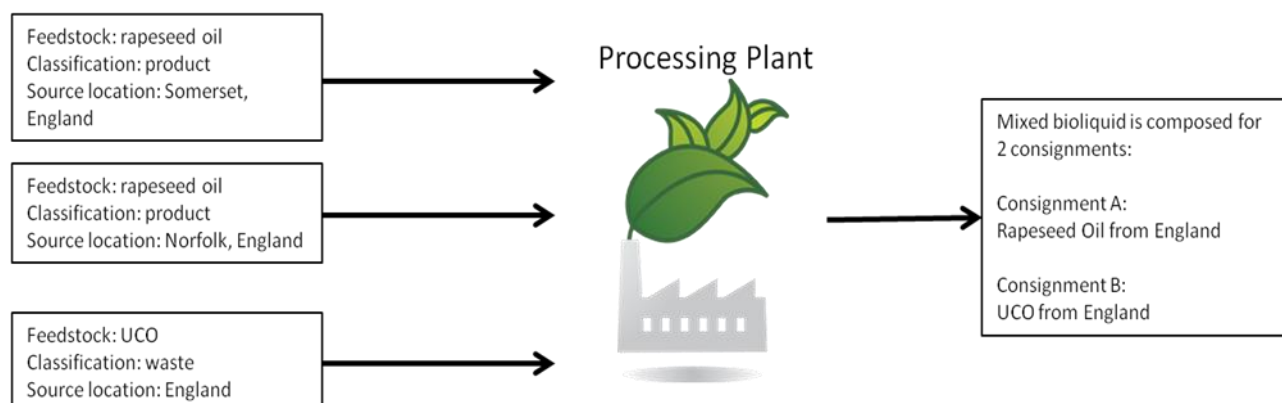 Feedstock: rapeseed oil
Classification: product
Source location: Somerset,
England
Feedstock: rapeseed oil
Classification: product
Source location: Norfolk, England
Feedstock: UCO
Classification: waste
Source location: England
Processing Plant
Mixed bioliquid is composed for
2 consignments:
Consignment A:
Rapeseed Oil from England
Consignment B:
UCO from England